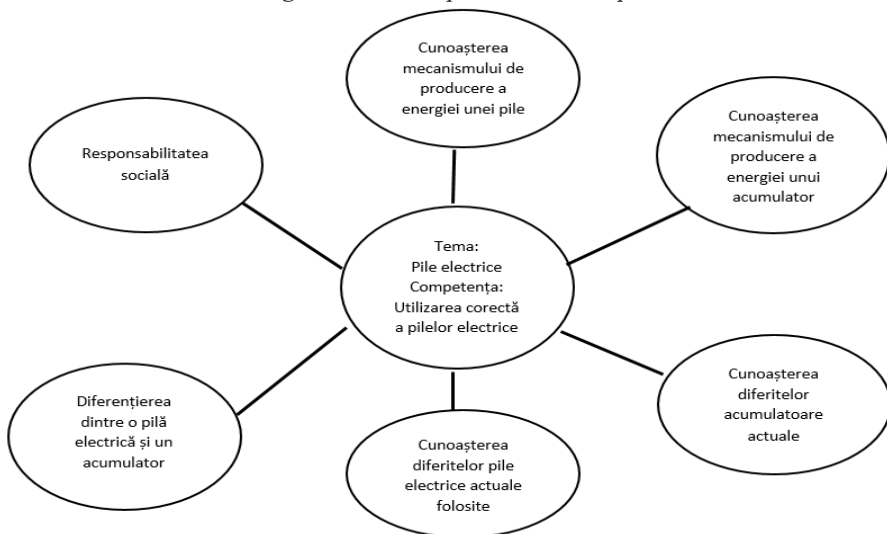 Cunoașterea
mecanismului de
producere a
energiei unei pile
Cunoașterea
mecanismului de
producere a
energiei unui
acumulator
Responsabilitatea
socială
Tema:
Pile electrice
Competența:
Utilizarea corectă
a pilelor electrice
Cunoașterea
diferitelor
acumulatoare
actuale
Diferențierea
dintre o pilă
electrică și un
acumulator
Cunoașterea
diferitelor pile
electrice actuale
folosite